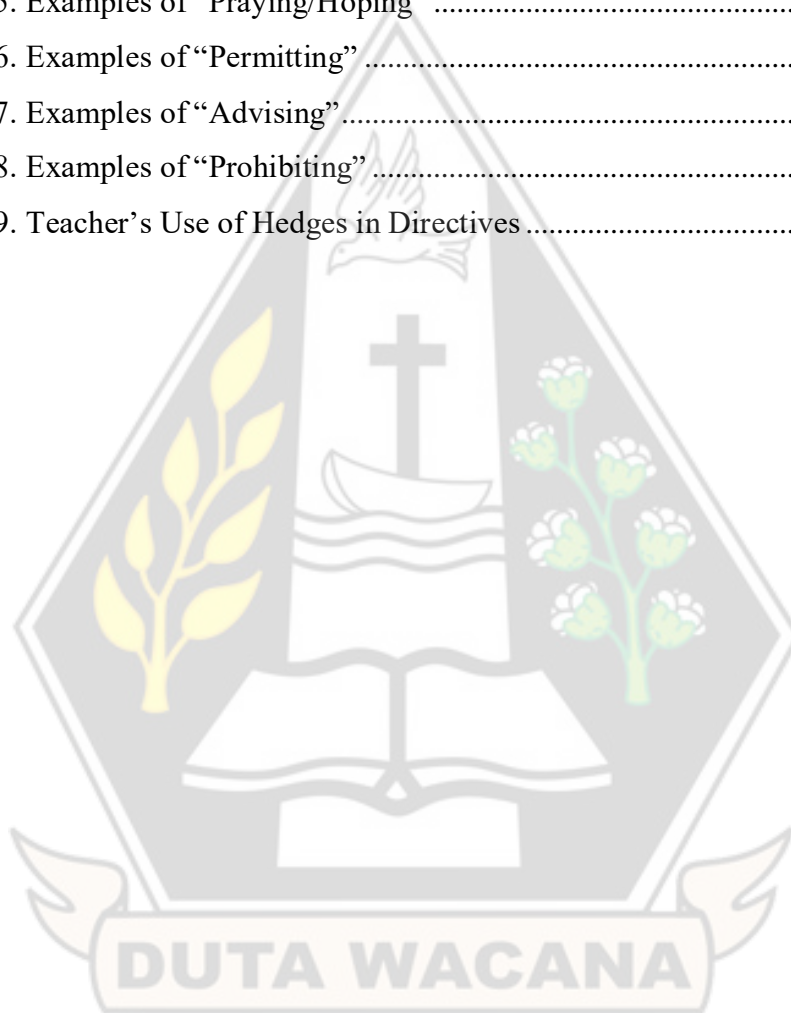 5. Examples of “Praying/Hoping” ........................................
6. Examples of “Permitting” ................................................
7. Examples of “Advising”...................................................
8. Examples of “Prohibiting” ...............................................
9. Teacher’s Use of Hedges in Directives ..............................
DUTA WACANA